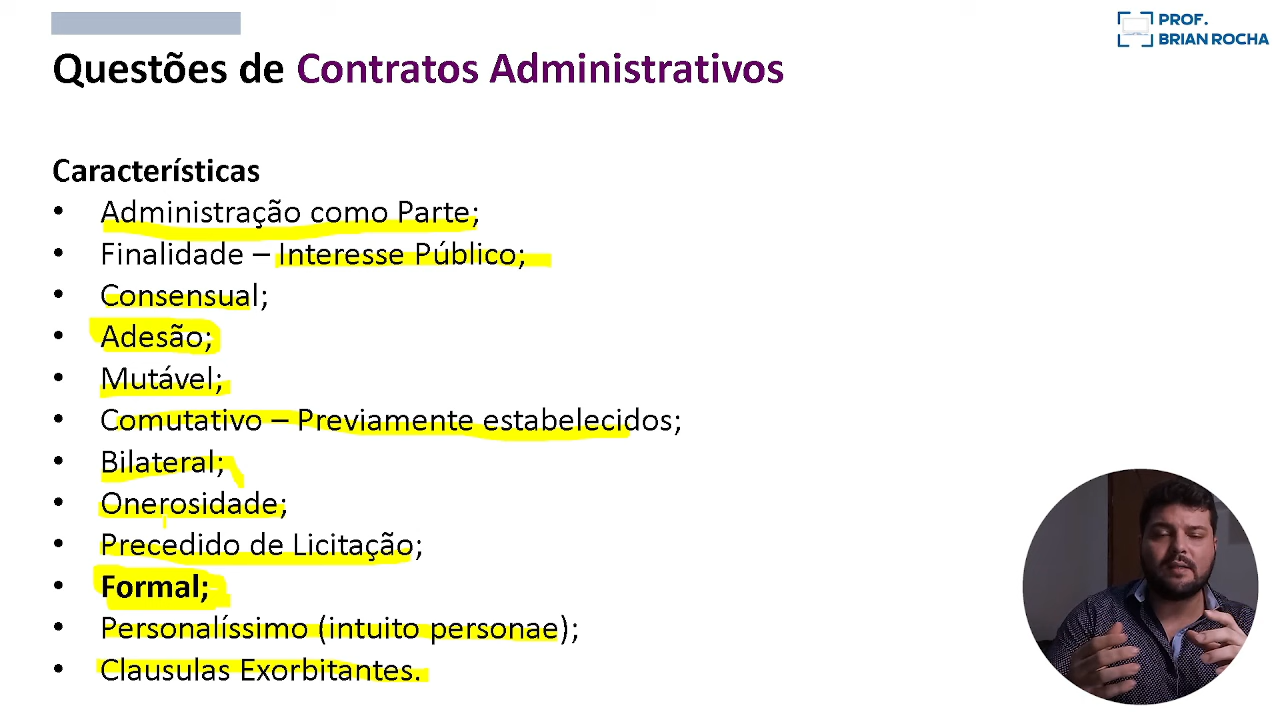 PROF.
BRIAN ROCHA
Questões de Contratos Administrativos
Características
• Administração como Parte;
• Finalidade – Interesse Público;
• Consensual;
• Adesão;
• Mutável;
• Comutativo – Previamente estabelecidos;
• Bilateral;
• Onerosidade;
• Precedido de Licitação;
• Formal;
• Personalíssimo (intuito personae);
• Clausulas Exorbitantes.